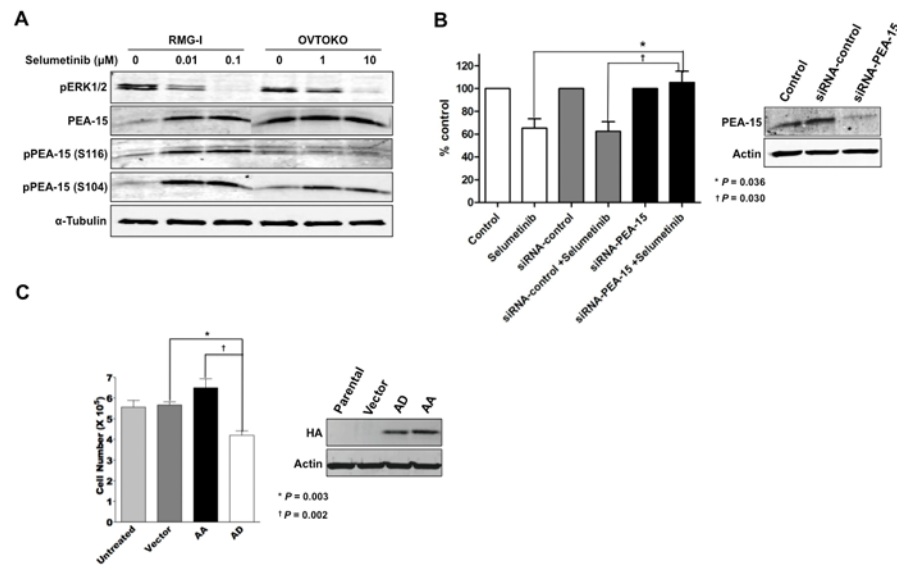 A
RMG-I OVTOKO
Selumetinib (μM) 0 0.01 0.1 0 1 10
pERK1/2
PEA-15
pPEA-15 (S116)
pPEA-15 (S104)
α-Tubulin
B
*
†
120
100
80
60
40
20
0
% control
Control
Selumetinib
siRNA-control
siRNA-control +Selumetinib
siRNA-PEA-15
siRNA-PEA-15 +Selumetinib
Control
siRNA-control
siRNA-PEA-15
PEA-15
Actin
* P = 0.036
† P = 0.030
C
*
†
7
6
5
4
3
2
1
0
Cell Number (X 10⁵)
Untreated
Vector
AA
AD
Parental
Vector
AD
AA
HA
Actin
* P = 0.003
† P = 0.002